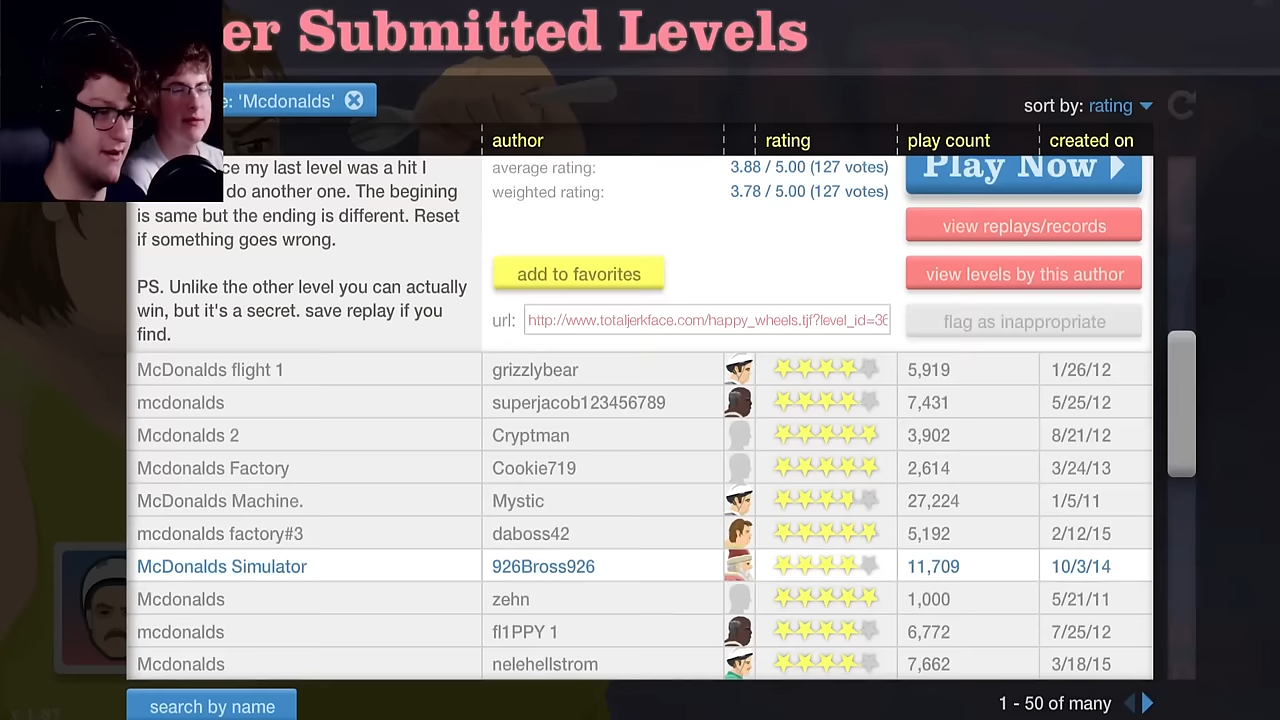 er Submitted Levels
e: 'Mcdonalds'
sort by: rating
author rating play count created on
ce my last level was a hit I
do another one. The begining
is same but the ending is different. Reset
if something goes wrong.
PS. Unlike the other level you can actually
win, but it's a secret. save replay if you
find.
average rating: 3.88 / 5.00 (127 votes)
weighted rating: 3.78 / 5.00 (127 votes)
add to favorites
url: http://www.totaljerkface.com/happy_wheels.tjf?level_id=36
Play Now
view replays/records
view levels by this author
flag as inappropriate
McDonalds flight 1 grizzlybear 5,919 1/26/12
mcdonalds superjacob123456789 7,431 5/25/12
Mcdonalds 2 Cryptman 3,902 8/21/12
Mcdonalds Factory Cookie719 2,614 3/24/13
McDonalds Machine. Mystic 27,224 1/5/11
mcdonalds factory#3 daboss42 5,192 2/12/15
McDonalds Simulator 926Bross926 11,709 10/3/14
Mcdonalds zehn 1,000 5/21/11
mcdonalds fl1PPY 1 6,772 7/25/12
Mcdonalds nelehellstrom 7,662 3/18/15
search by name
1 - 50 of many